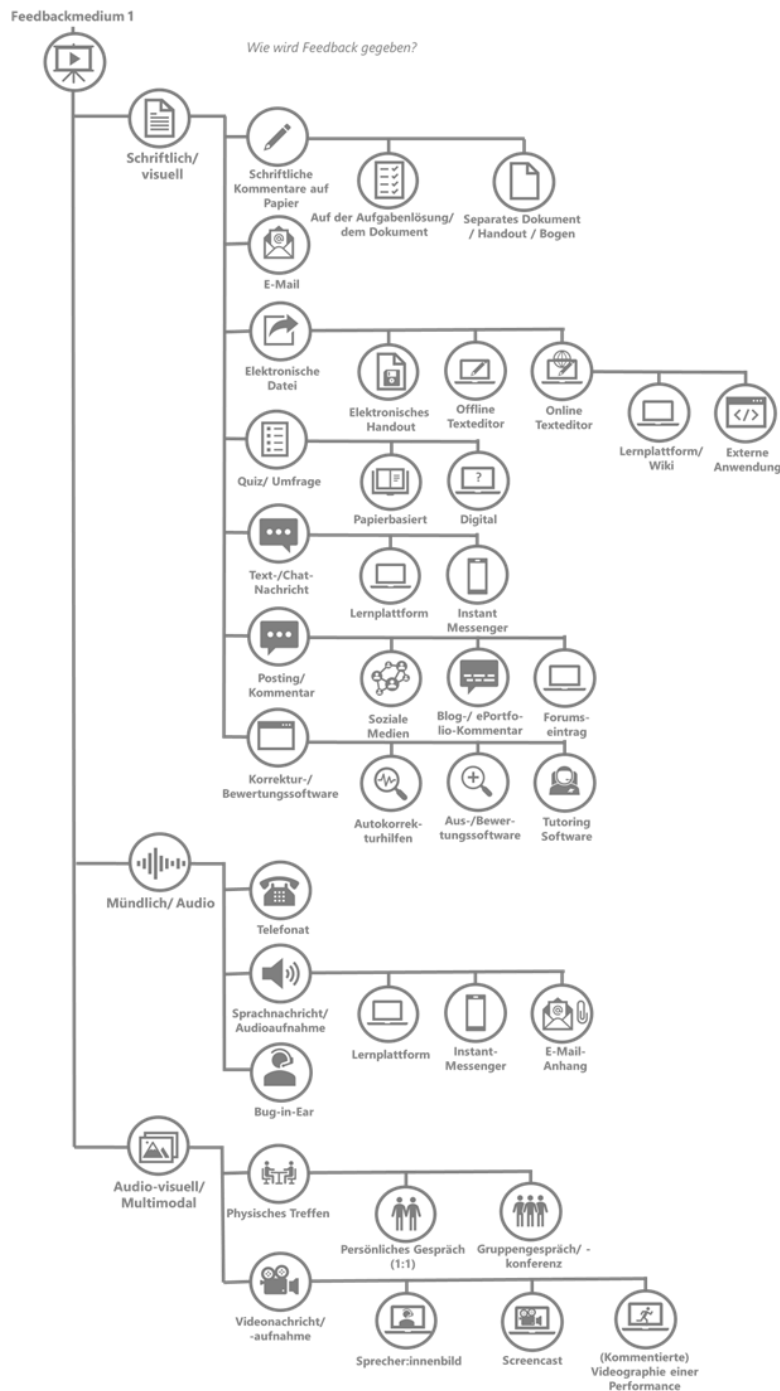 Feedbackmedium 1
Wie wird Feedback gegeben?
Schriftlich/
visuell
Schriftliche
Kommentare auf
Papier
Auf der Aufgabenlösung/
dem Dokument
Separates Dokument
/ Handout / Bogen
@
E-Mail
Elektronische
Datei
Elektronisches
Handout
Offline
Texteditor
Online
Texteditor
</>
Lernplattform/
Wiki
Externe
Anwendung
Quiz/ Umfrage
?
Papierbasiert
Digital
Text-/Chat-
Nachricht
Lernplattform
Instant
Messenger
Posting/
Kommentar
Soziale
Medien
Blog-/ ePortfo-
lio-Kommentar
Forums-
eintrag
Korrektur-/
Bewertungssoftware
Autokorrek-
turhilfen
Aus-/Bewer-
tungssoftware
Tutoring
Software
Mündlich/ Audio
Telefonat
Sprachnachricht/
Audioaufnahme
@
Lernplattform
Instant-
Messenger
E-Mail-
Anhang
Bug-in-Ear
Audio-visuell/
Multimodal
Physisches Treffen
Persönliches Gespräch
(1:1)
Gruppengespräch/ -
konferenz
Videonachricht/
-aufnahme
Sprecher:innenbild
Screencast
(Kommentierte)
Videographie einer
Performance